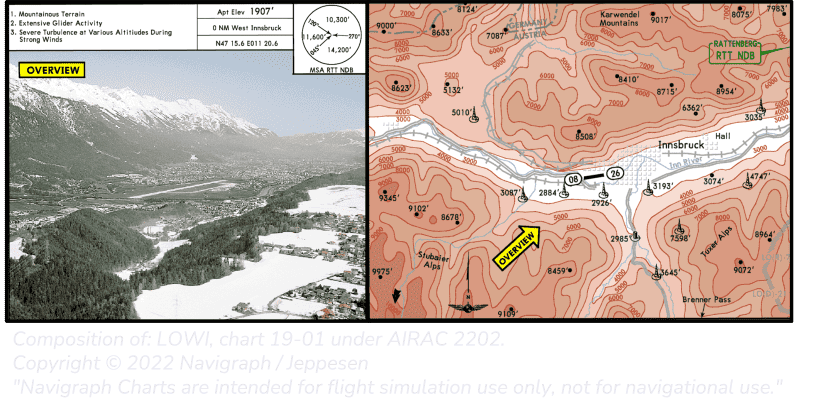 1. Mountainous Terrain
2. Extensive Glider Activity
3. Severe Turbulence at Various Altitudes During
Strong Winds
Apt Elev 1907'
0 NM West Innsbruck
N47 15.6 E011 20.6
120°
10,300'
11,600'
270°
045°
14,200'
MSA RTT NDB
OVERVIEW
8124'
9000'
8633'
7087'
GERMANY
AUSTRIA
Karwendel
Mountains
9017'
8075'
7983'
RATTENBERG
RTT NDB
8623'
5132'
5010'
8410'
8715'
8954'
6362'
3035'
8508'
Innsbruck
Hall
Inn River
08
26
9345'
3087'
2884'
2926'
3193'
3074'
4747'
9102'
8678'
OVERVIEW
2985'
7598'
Tuxer Alps
8964'
Stubaier
Alps
9975'
8459'
3645'
9072'
Brenner Pass
9109'
N
Composition of: LOWI, chart 19-01 under AIRAC 2202.
Copyright © 2022 Navigraph / Jeppesen
"Navigraph Charts are intended for flight simulation use only, not for navigational use."